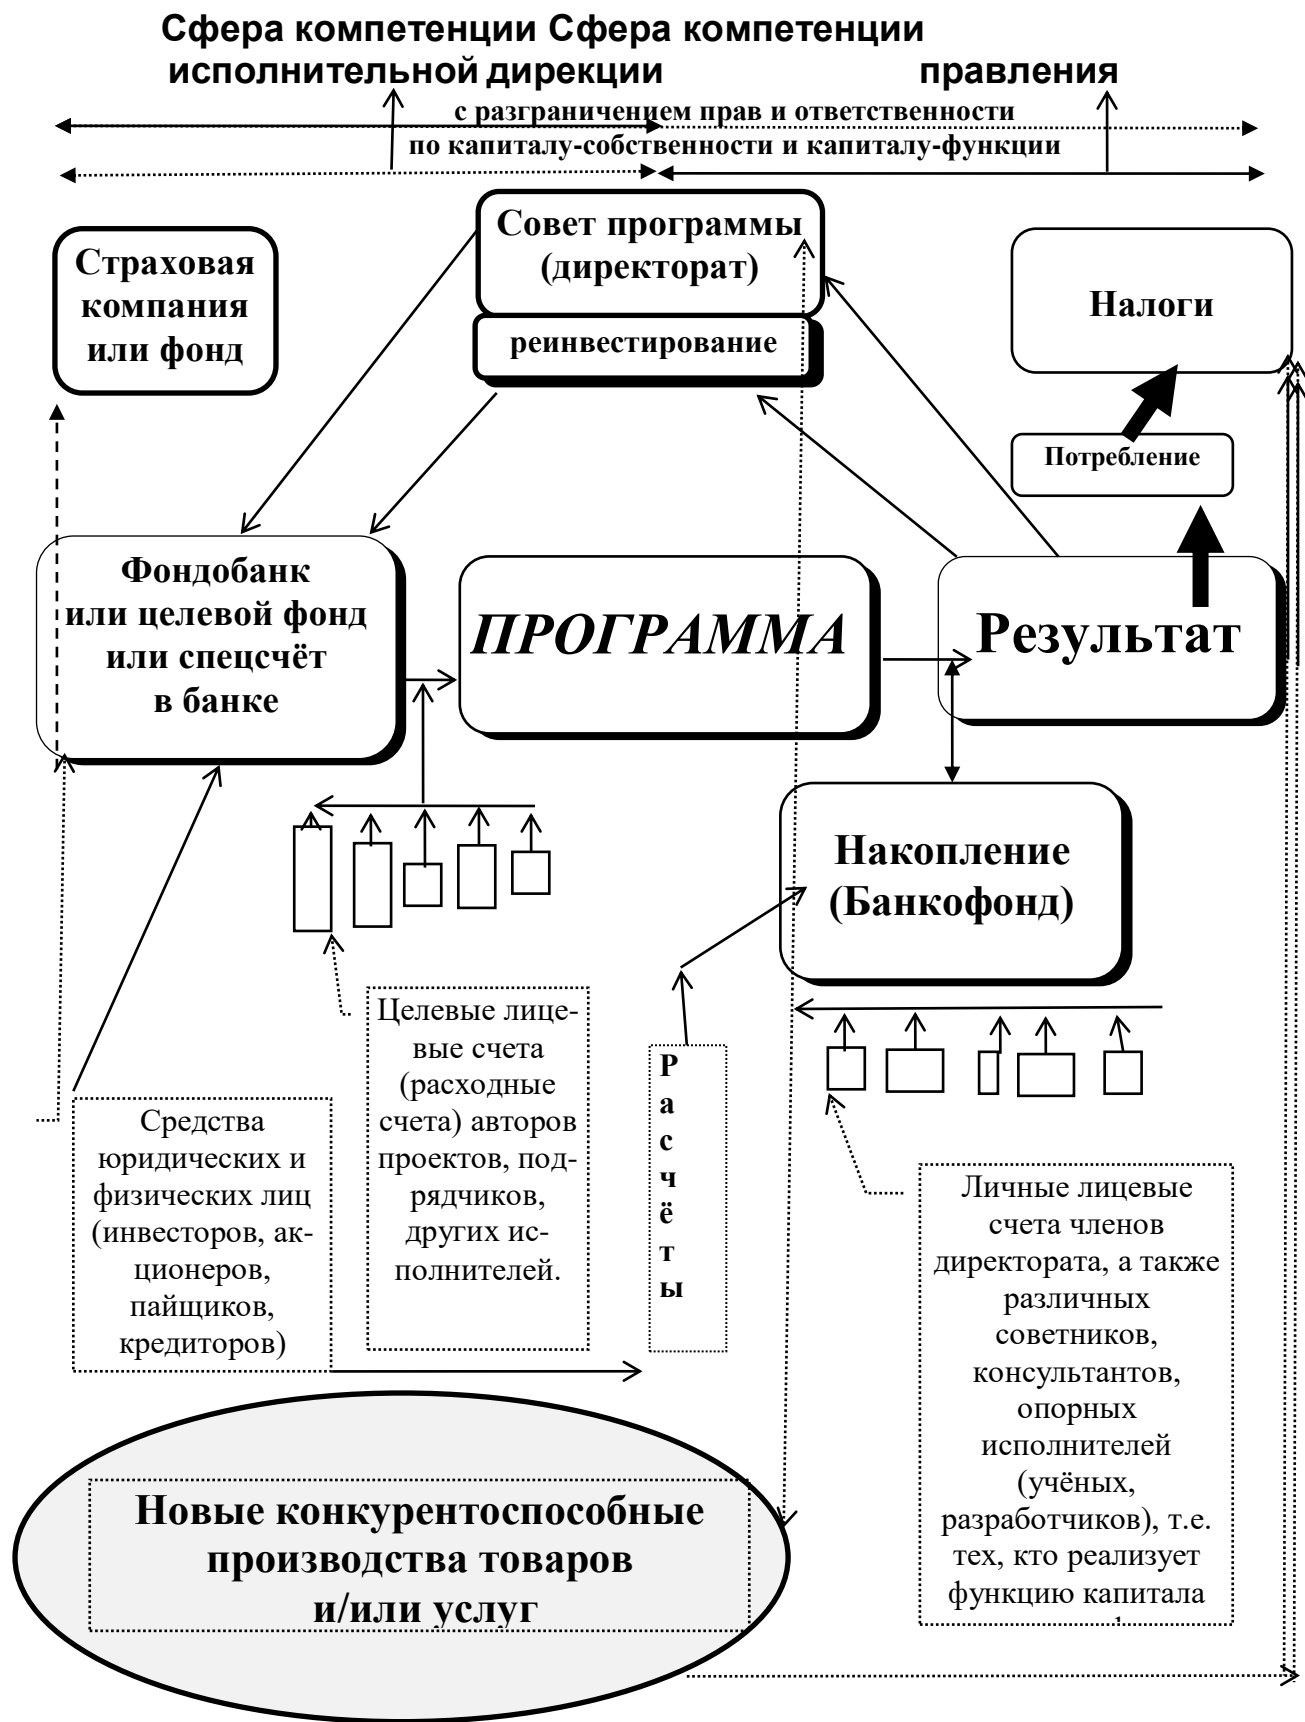 Сфера компетенции Сфера компетенции
исполнительной дирекции правления
с разграничением прав и ответственности
по капиталу-собственности и капиталу-функции
Совет программы
(директорат)
реинвестирование
Страховая
компания
или фонд
Налоги
Потребление
Фондобанк
или целевой фонд
или спецсчёт
в банке
ПРОГРАММА
Результат
Накопление
(Банкофонд)
Целевые лице-
вые счета
(расходные
счета) авторов
проектов, под-
рядчиков,
других ис-
полнителей.
Р
а
с
ч
ё
т
ы
Средства
юридических и
физических лиц
(инвесторов, ак-
ционеров,
пайщиков,
кредиторов)
Личные лицевые
счета членов
директората, а также
различных
советников,
консультантов,
опорных
исполнителей
(учёных,
разработчиков), т.е.
тех, кто реализует
функцию капитала
Новые конкурентоспособные
производства товаров
и/или услуг